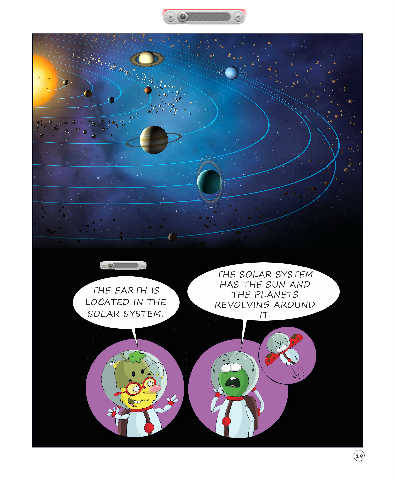 THE EARTH IS
LOCATED IN THE
SOLAR SYSTEM.
THE SOLAR SYSTEM
HAS THE SUN AND
THE PLANETS
REVOLVING AROUND
IT